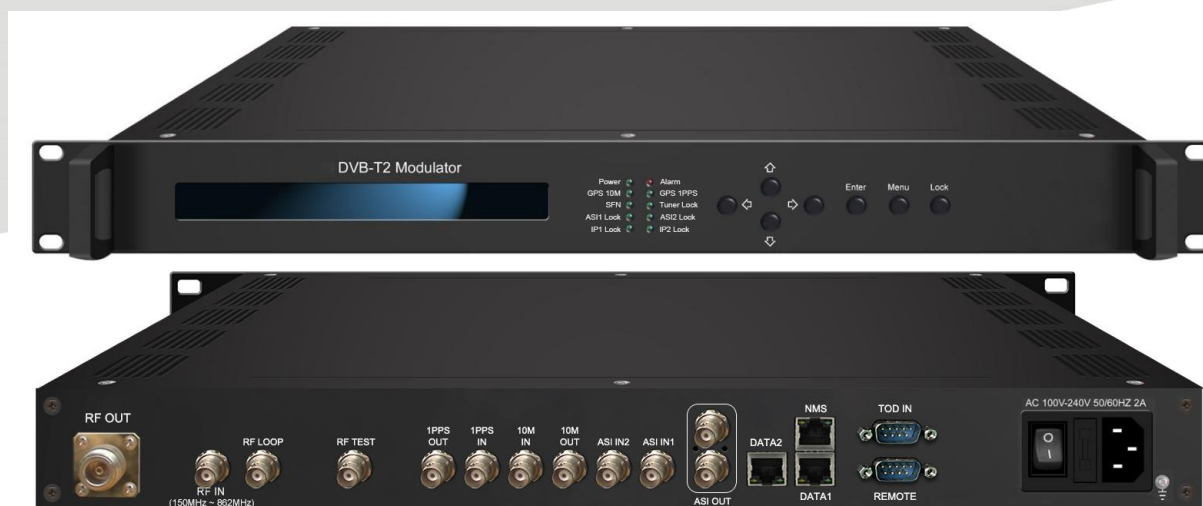 DVB-T2 Modulator
Power Alarm
GPS 10M GPS 1PPS
SFN Tuner Lock
ASI1 Lock ASI2 Lock
IP1 Lock IP2 Lock
Enter Menu Lock
AC 100V-240V 50/60HZ 2A
RF OUT
NMS
TOD IN
RF LOOP
RF TEST
1PPS OUT
1PPS IN
10M IN
10M OUT
ASI IN2
ASI IN1
DATA2
RF IN
(150MHz ~ 862MHz)
ASI OUT
DATA1
REMOTE